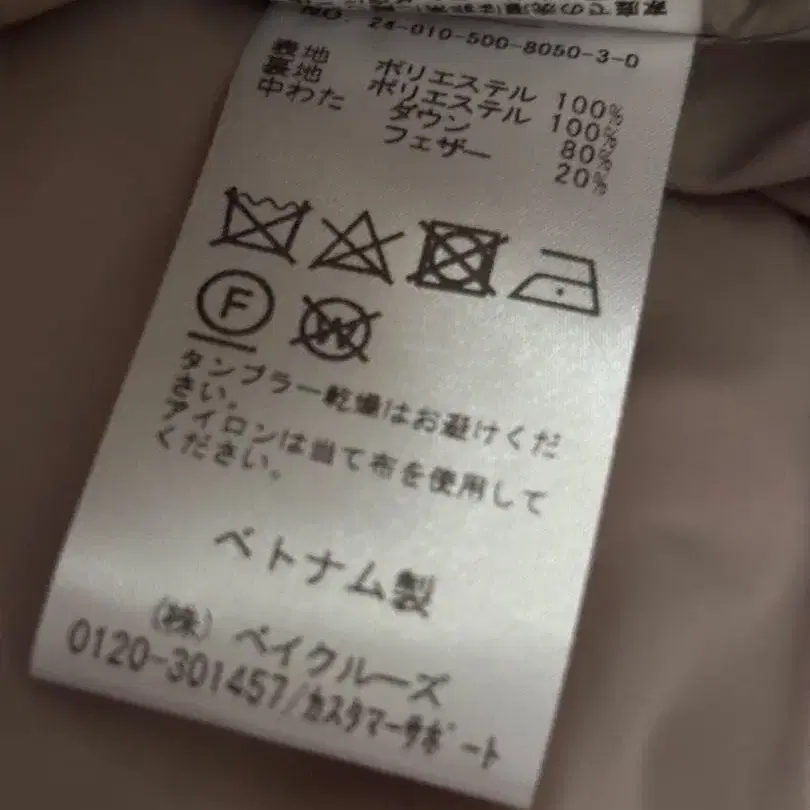 NO. 24-010-500-8050-3-0
表地 ポリエステル 100%
裏地 ポリエステル 100%
中わた ダウン 80%
フェザー 20%
F
W
タンブラー乾燥はお避けくだ
さい。
アイロンは当て布を使用して
ください。
ベトナム製
(株) ベイクルーズ
0120-301457/カスタマーサポート